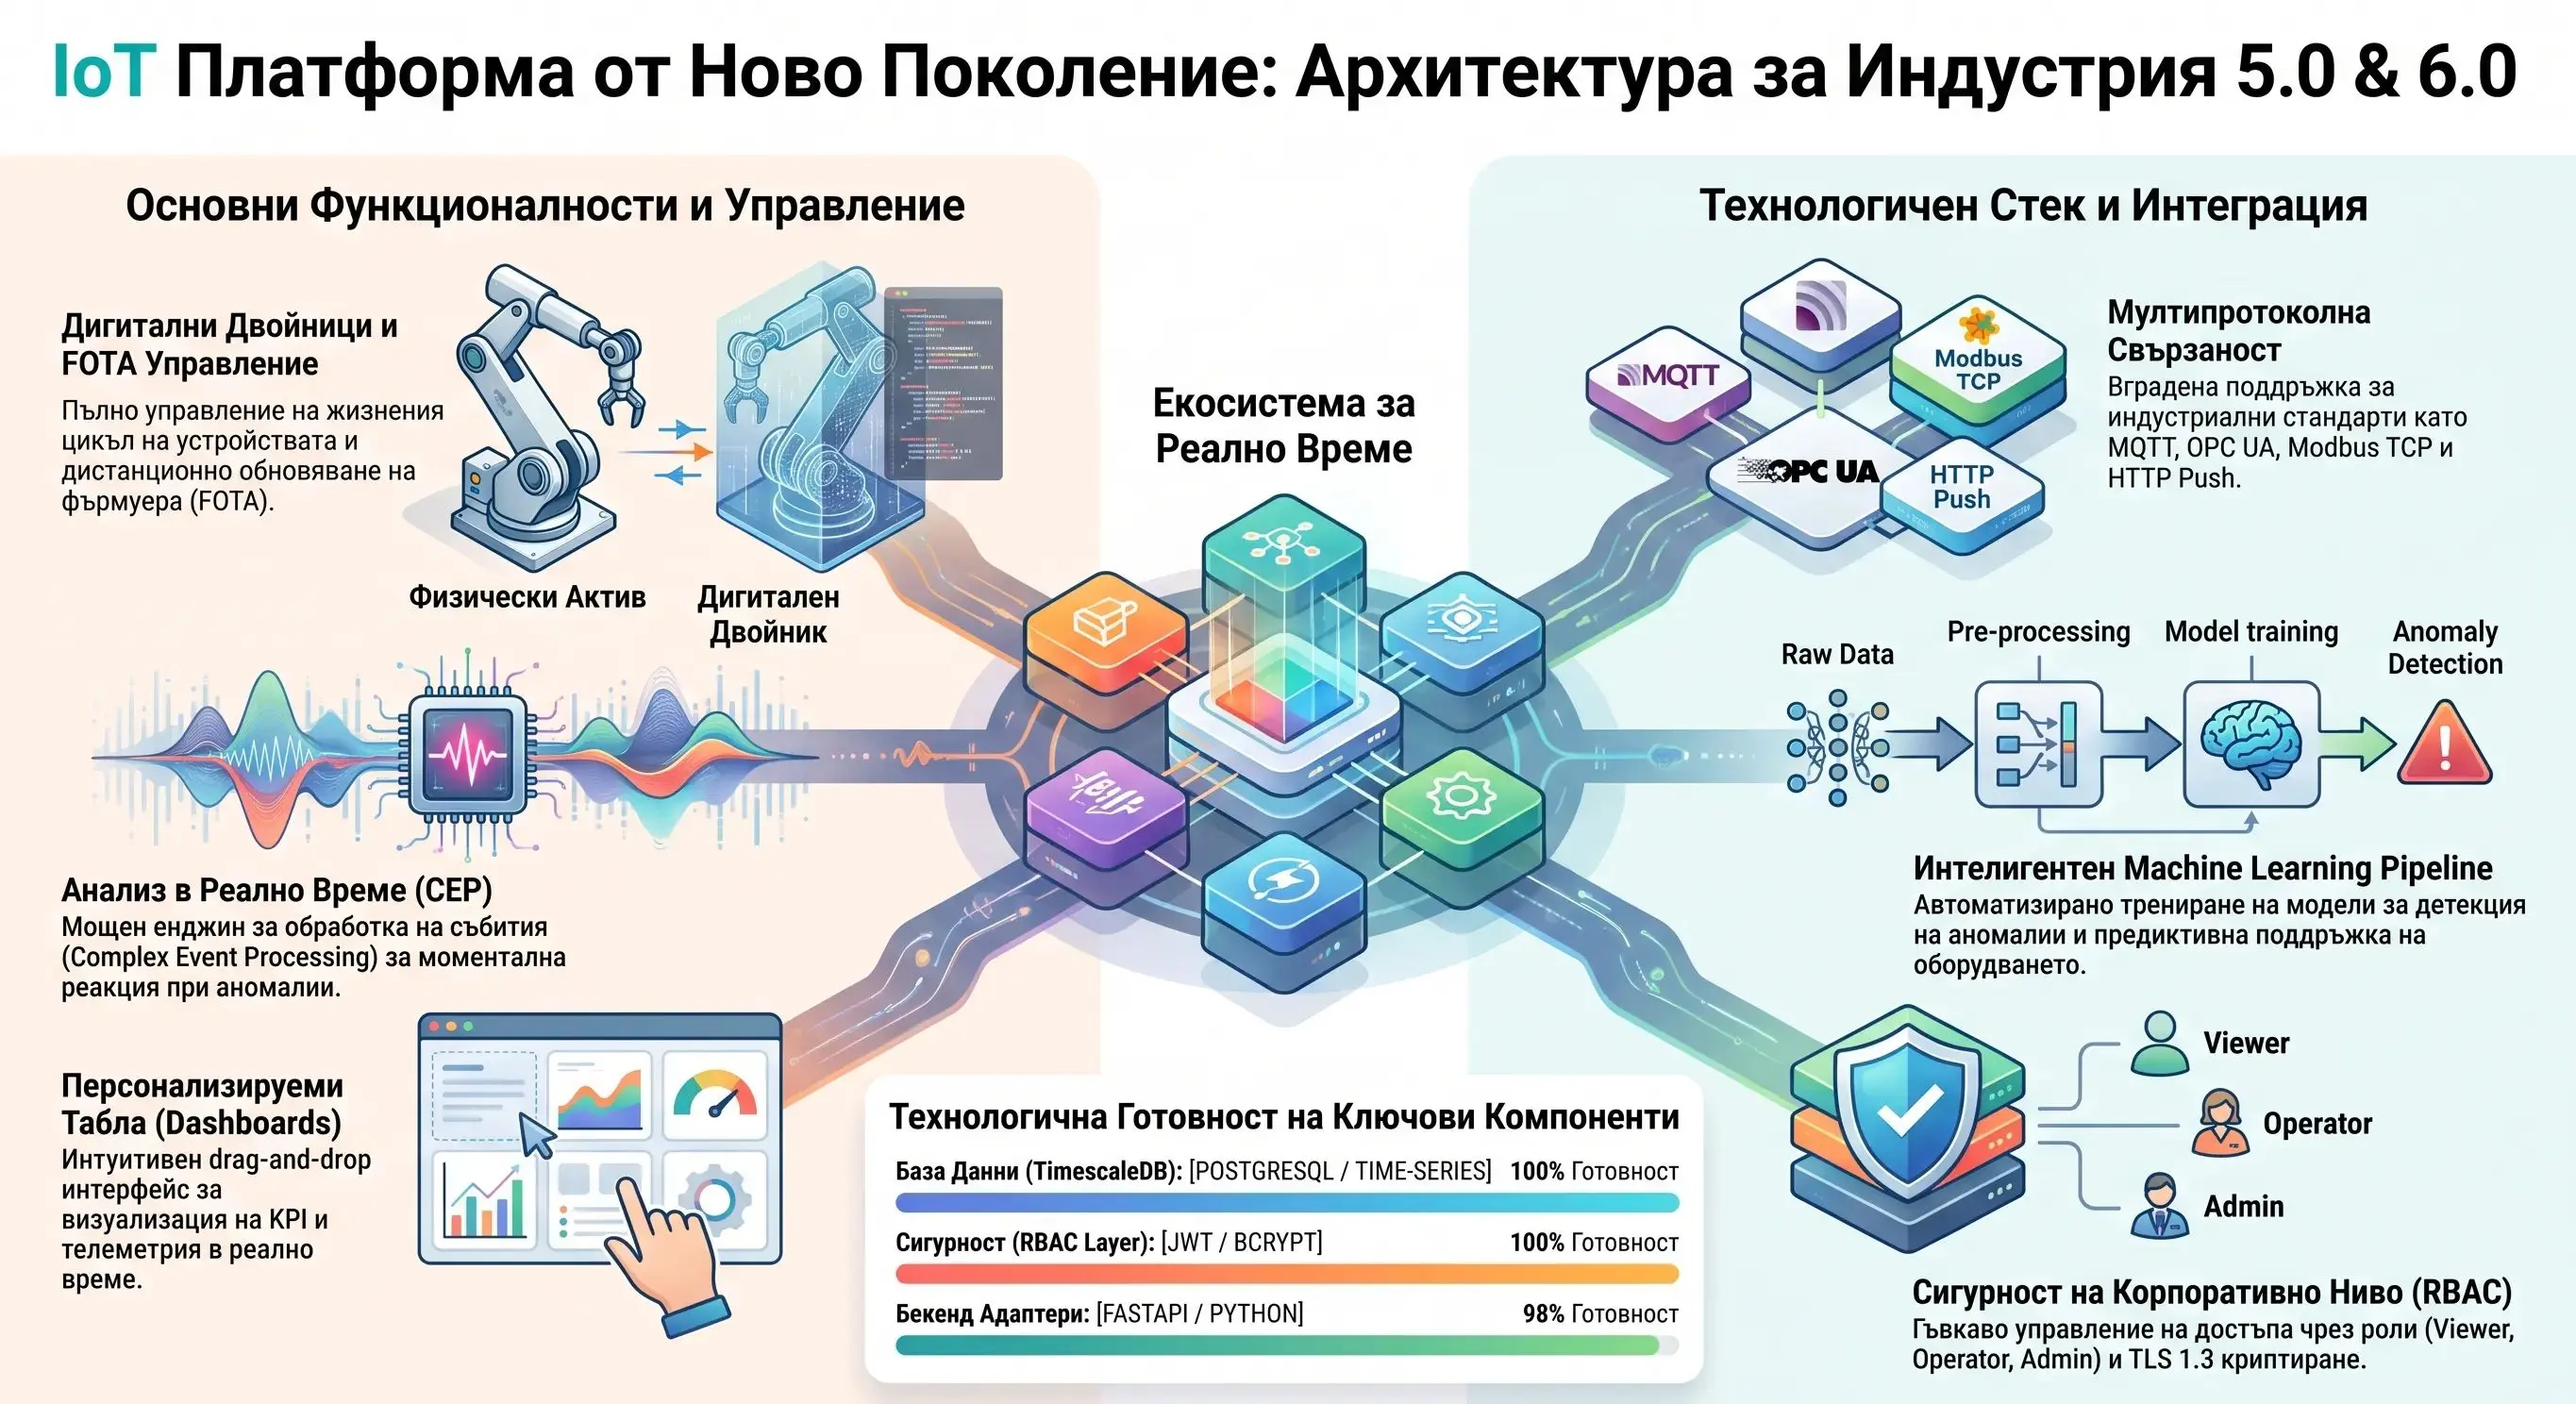 IoT Платформа от Ново Поколение: Архитектура за Индустрия 5.0 & 6.0
Основни Функционалности и Управление
Дигитални Двойници и
FOTA Управление
Пълно управление на жизнения
цикъл на устройствата и
дистанционно обновяване на
фърмуера (FOTA).
Физически Актив
Дигитален
Двойник
Анализ в Реално Време (CEP)
Мощен енджин за обработка на събития
(Complex Event Processing) за моментална
реакция при аномалии.
Персонализируеми
Табла (Dashboards)
Интуитивен drag-and-drop
интерфейс за
визуализация на KPI и
телеметрия в реално
време.
Екосистема за
Реално Време
Технологична Готовност на Ключови Компоненти
База Данни (TimescaleDB): [POSTGRESQL / TIME-SERIES] 100% Готовност
Сигурност (RBAC Layer): [JWT / BCRYPT] 100% Готовност
Бекенд Адаптери: [FASTAPI / PYTHON] 98% Готовност
Технологичен Стек и Интеграция
MQTT
Modbus
TCP
OPC UA
HTTP
Push
Мултипротоколна
Свързаност
Вградена поддръжка за
индустриални стандарти като
MQTT, OPC UA, Modbus TCP и
HTTP Push.
Raw Data
Pre-processing
Model training
Anomaly
Detection
Интелигентен Machine Learning Pipeline
Автоматизирано трениране на модели за детекция
на аномалии и предиктивна поддръжка на
оборудването.
Viewer
Operator
Admin
Сигурност на Корпоративно Ниво (RBAC)
Гъвкаво управление на достъпа чрез роли (Viewer,
Operator, Admin) и TLS 1.3 криптиране.